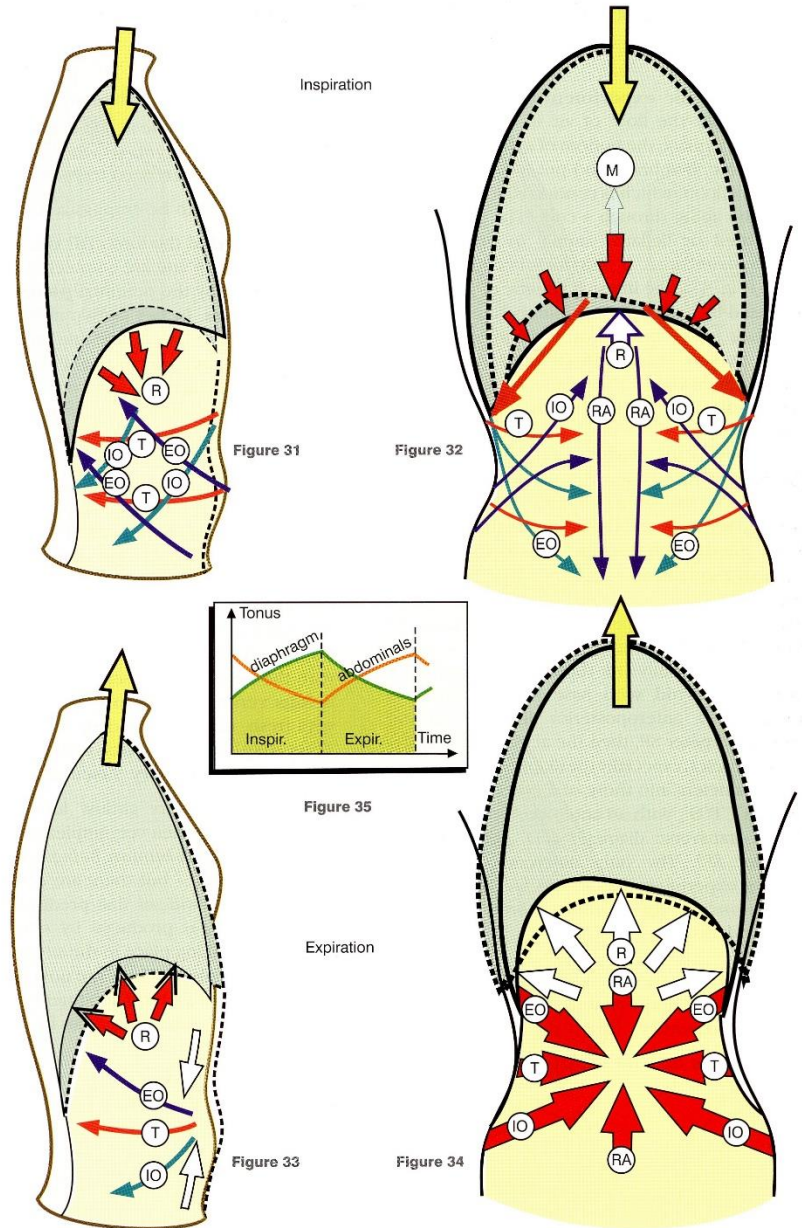 Inspiration
M
R
R
IO
T
EO
EO
T
IO
Figure 31
Figure 32
T
IO
RA
RA
IO
T
EO
EO
Tonus
diaphragm
abdominals
Inspir.
Expir.
Time
Figure 35
Expiration
R
EO
T
IO
Figure 33
Figure 34
R
RA
EO
EO
T
T
IO
IO
RA